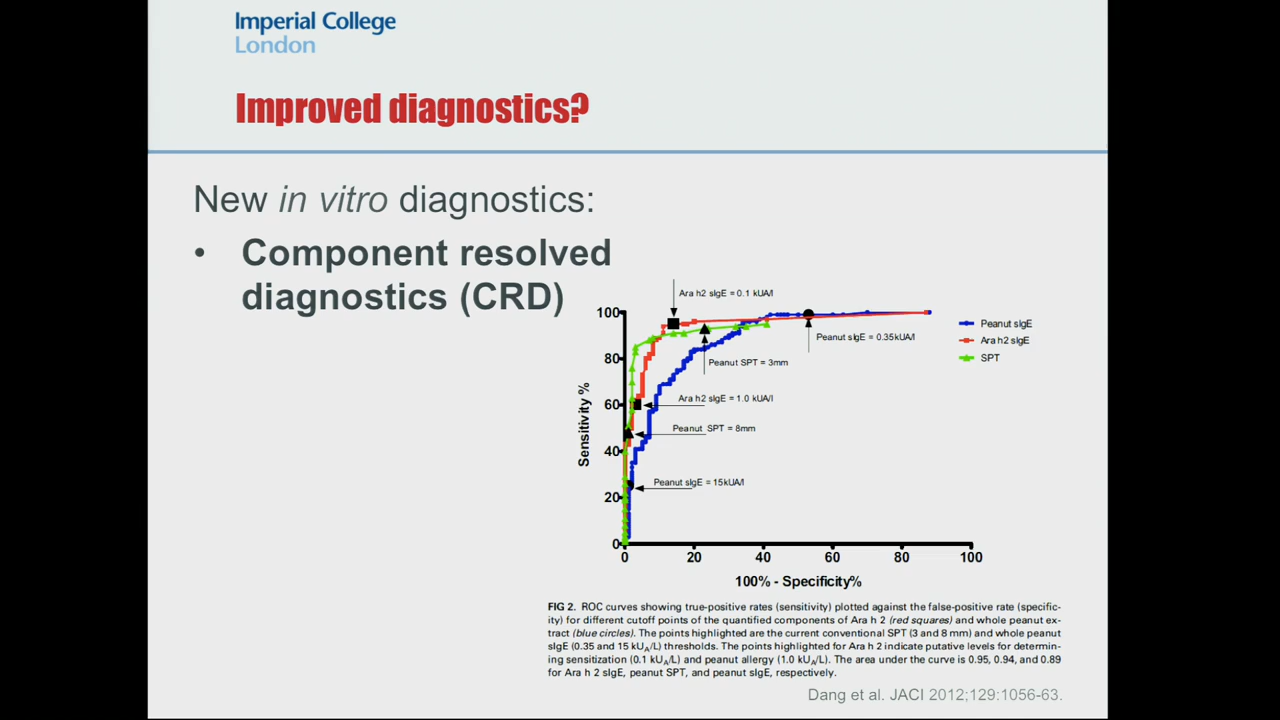 Imperial College
London
Improved diagnostics?
New in vitro diagnostics:
• Component resolved
diagnostics (CRD)
Ara h2 sIgE = 0.1 kUA/l
100
80
60
40
20
0
Sensitivity %
Peanut sIgE = 0.35kUA/l
Peanut SPT = 3mm
Ara h2 sIgE = 1.0 kUA/l
Peanut SPT = 8mm
Peanut sIgE = 15kUA/l
Peanut sIgE
Ara h2 sIgE
SPT
0 20 40 60 80 100
100% - Specificity%
FIG 2. ROC curves showing true-positive rates (sensitivity) plotted against the false-positive rate (specific-
ity) for different cutoff points of the quantified components of Ara h 2 (red squares) and whole peanut ex-
tract (blue circles). The points highlighted are the current conventional SPT (3 and 8 mm) and whole peanut
sIgE (0.35 and 15 kUA/L) thresholds. The points highlighted for Ara h 2 indicate putative levels for determin-
ing sensitization (0.1 kUA/L) and peanut allergy (1.0 kUA/L). The area under the curve is 0.95, 0.94, and 0.89
for Ara h 2 sIgE, peanut SPT, and peanut sIgE, respectively.
Dang et al. JACI 2012;129:1056-63.